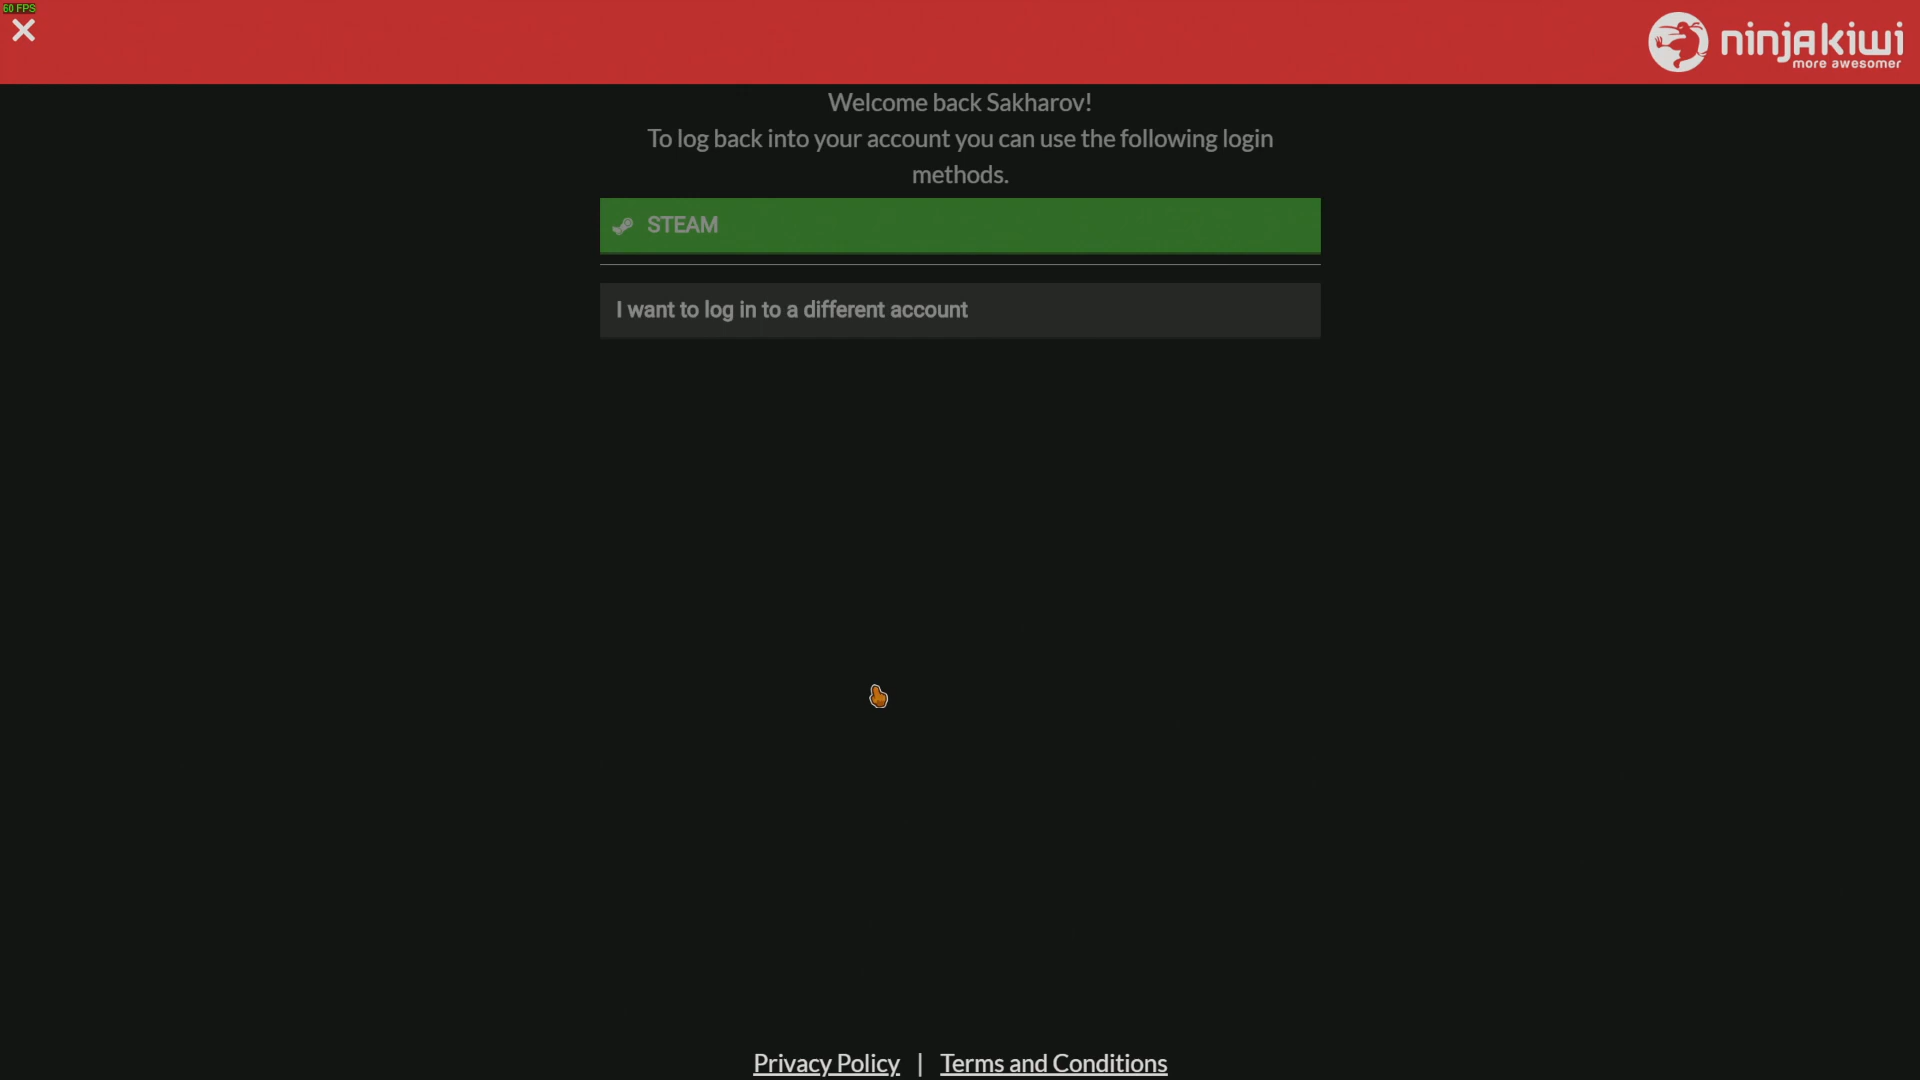 60 FPS
ninjakiwi
more awesomer
Welcome back Sakharov!
To log back into your account you can use the following login
methods.
STEAM
I want to log in to a different account
Privacy Policy | Terms and Conditions